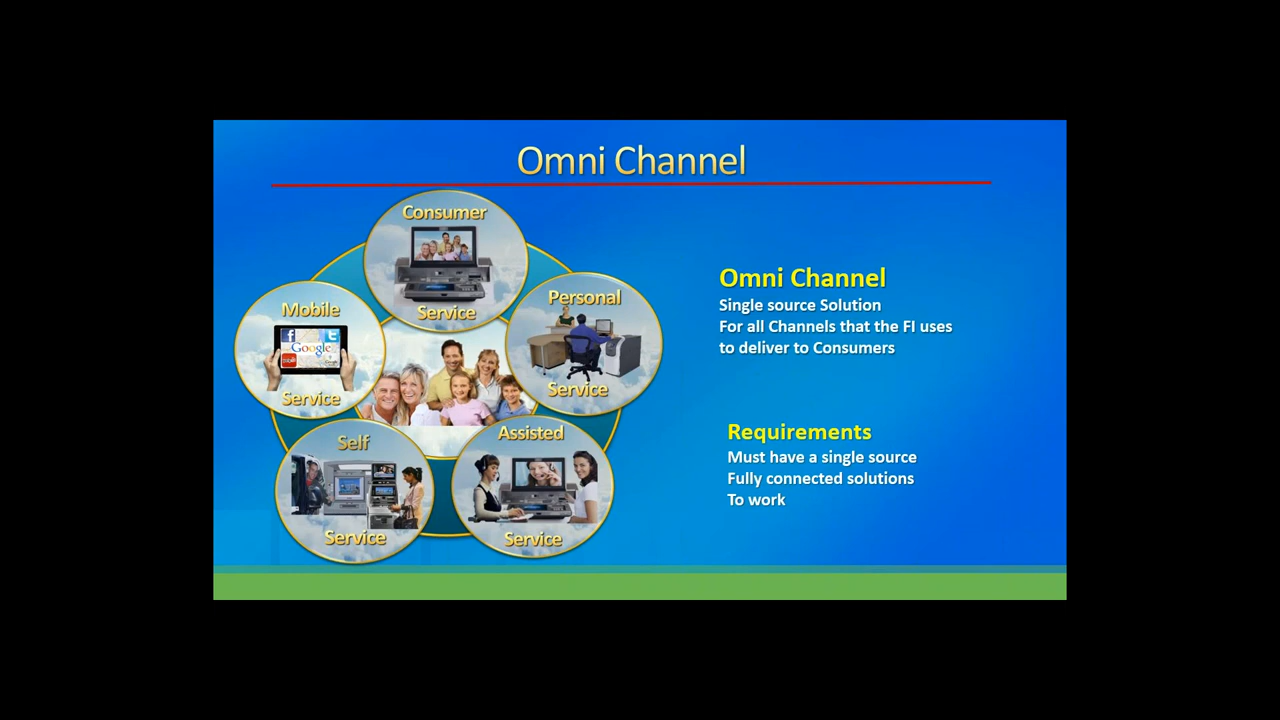 Omni Channel
Consumer
Service
Personal
Service
Mobile
f
Google
Service
Self
Service
Assisted
Service
Omni Channel
Single source Solution
For all Channels that the FI uses
to deliver to Consumers
Requirements
Must have a single source
Fully connected solutions
To work